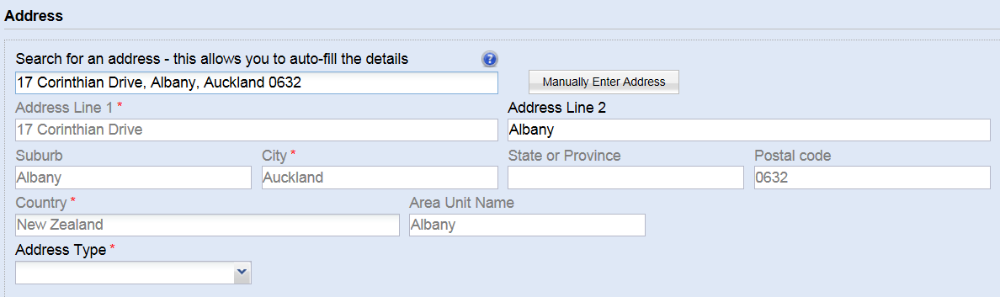 Address
Search for an address - this allows you to auto-fill the details ?
17 Corinthian Drive, Albany, Auckland 0632 Manually Enter Address
Address Line 1 * Address Line 2
17 Corinthian Drive Albany
Suburb City * State or Province Postal code
Albany Auckland 0632
Country * Area Unit Name
New Zealand Albany
Address Type *